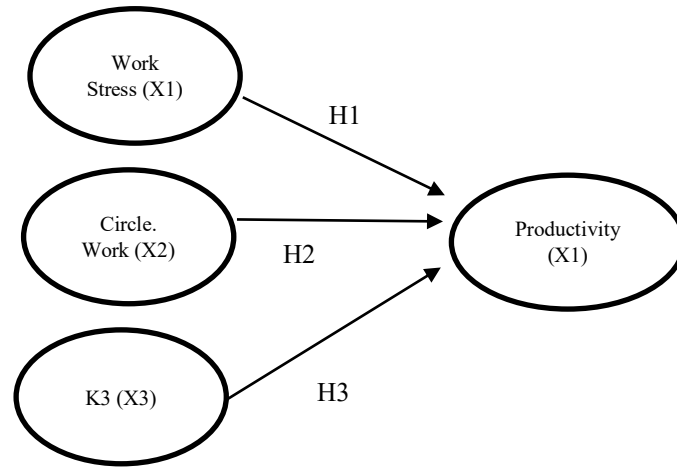 Work
Stress (X1)
H1
Circle.
Work (X2)
H2
Productivity
(X1)
K3 (X3)
H3